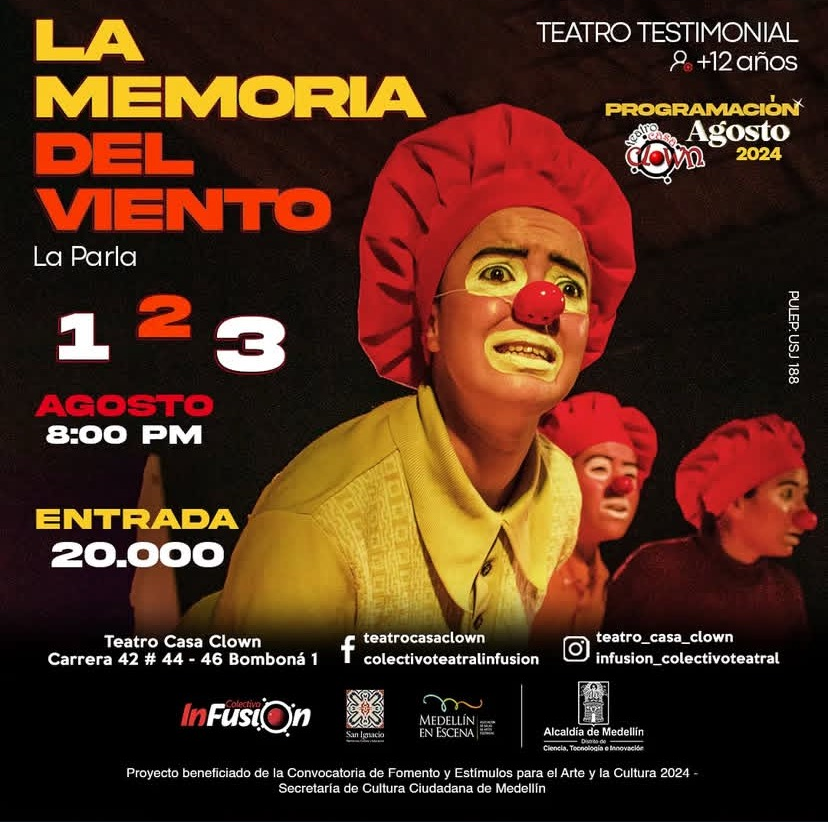 LA
MEMORIA
DEL
VIENTO
La Parla
TEATRO TESTIMONIAL
+12 años
PROGRAMACIÓN
Agosto
2024
teatro
casa
clown
1 2 3
AGOSTO
8:00 PM
ENTRADA
20.000
PULEP: USJ 188
Teatro Casa Clown
Carrera 42 # 44 - 46 Bomboná 1
teatrocasaclown
colectivoteatralinfusion
teatro_casa_clown
infusion_colectivoteatral
Colectivo
InFusiOn
San Ignacio
MEDELLÍN
EN ESCENA
Alcaldía de Medellín
Distrito de
Ciencia, Tecnología e Innovación
Proyecto beneficiado de la Convocatoria de Fomento y Estímulos para el Arte y la Cultura 2024 -
Secretaría de Cultura Ciudadana de Medellín